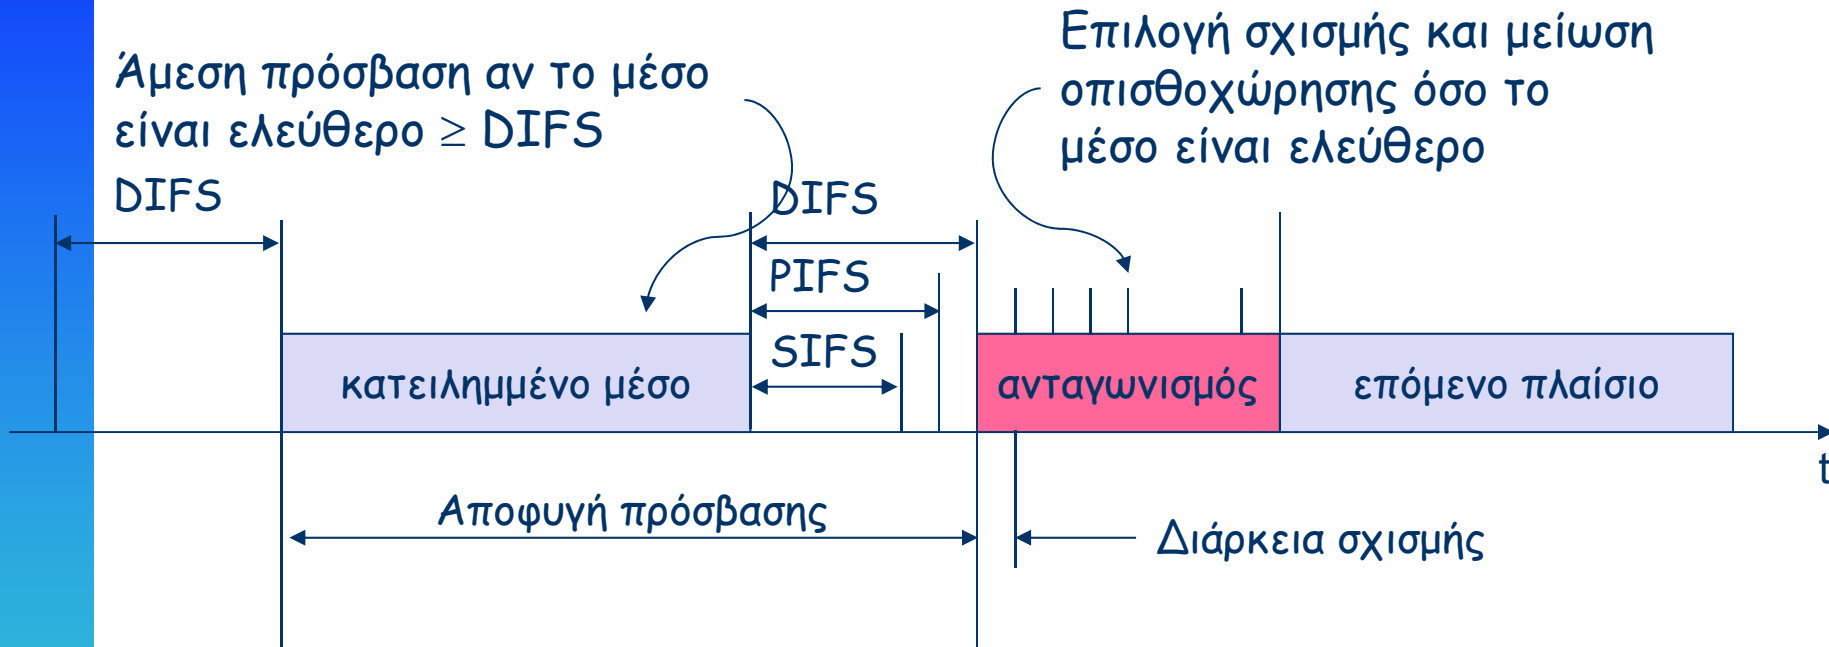 Άμεση πρόσβαση αν το μέσο
είναι ελεύθερο ≥ DIFS
DIFS
Επιλογή σχισμής και μείωση
οπισθοχώρησης όσο το
μέσο είναι ελεύθερο
DIFS
PIFS
SIFS
κατειλημμένο μέσο
ανταγωνισμός
επόμενο πλαίσιο
t
Αποφυγή πρόσβασης
Διάρκεια σχισμής